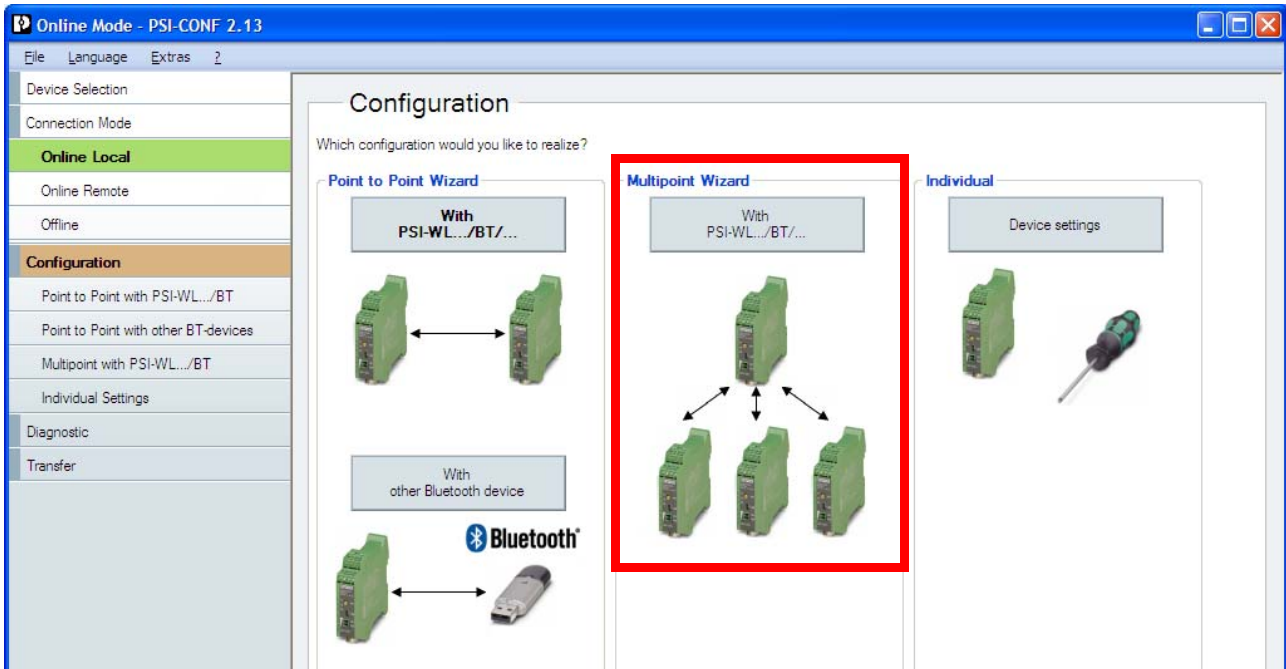 Online Mode - PSI-CONF 2.13
File Language Extras ?
Device Selection
Connection Mode
Online Local
Online Remote
Offline
Configuration
Point to Point with PSI-WL.../BT
Point to Point with other BT-devices
Multipoint with PSI-WL.../BT
Individual Settings
Diagnostic
Transfer
Configuration
Which configuration would you like to realize?
Point to Point Wizard
With
PSI-WL.../BT/...
With
other Bluetooth device
Bluetooth®
Multipoint Wizard
With
PSI-WL.../BT/...
Individual
Device settings